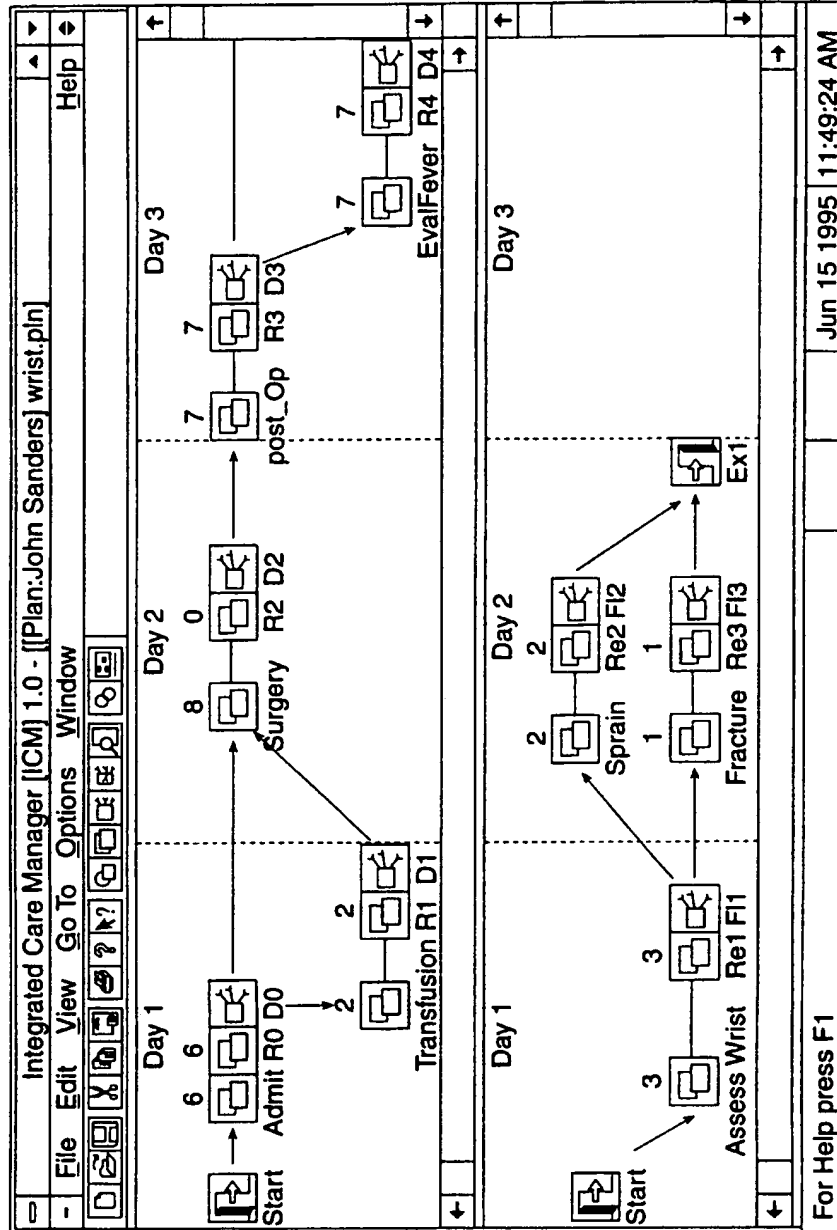 Integrated Care Manager [ICM] 1.0 - [[Plan:John Sanders] wrist.pln]
File Edit View Go To Options Window Help
Day 1 Day 2 Day 3
Start
6 6
Admit R0 D0
2 2
Transfusion R1 D1
8 0
Surgery R2 D2
7 7
post_Op R3 D3
7 7
EvalFever R4 D4
Day 1 Day 2 Day 3
Start
3 3
Assess Wrist Re1 Fl1
2 2
Sprain Re2 Fl2
1 1
Fracture Re3 Fl3
Ex1
For Help press F1 Jun 15 1995 11:49:24 AM